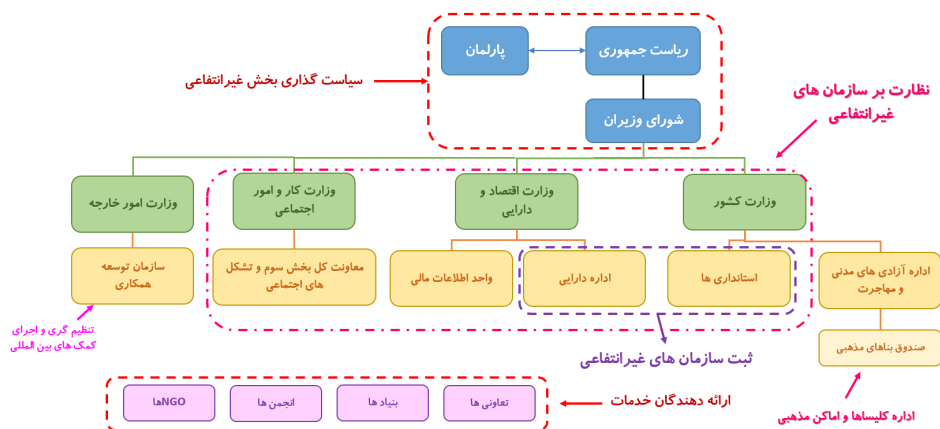 ریاست جمهوری
پارلمان
سیاست گذاری بخش غیرانتفاعی
نظارت بر سازمان های
غیرانتفاعی
شورای وزیران
وزارت کشور
وزارت اقتصاد و
دارایی
وزارت کار و امور
اجتماعی
وزارت امور خارجه
اداره آزادی های مدنی
و مهاجرت
استانداری ها
اداره دارایی
واحد اطلاعات مالی
معاونت کل بخش سوم و تشکل
های اجتماعی
سازمان توسعه
همکاری
تنظیم گری و اجرای
کمک های بین المللی
صندوق بناهای مذهبی
ثبت سازمان های غیرانتفاعی
اداره کلیساها و اماکن مذهبی
ارائه دهندگان خدمات
تعاونی ها
بنیاد ها
انجمن ها
NGOها